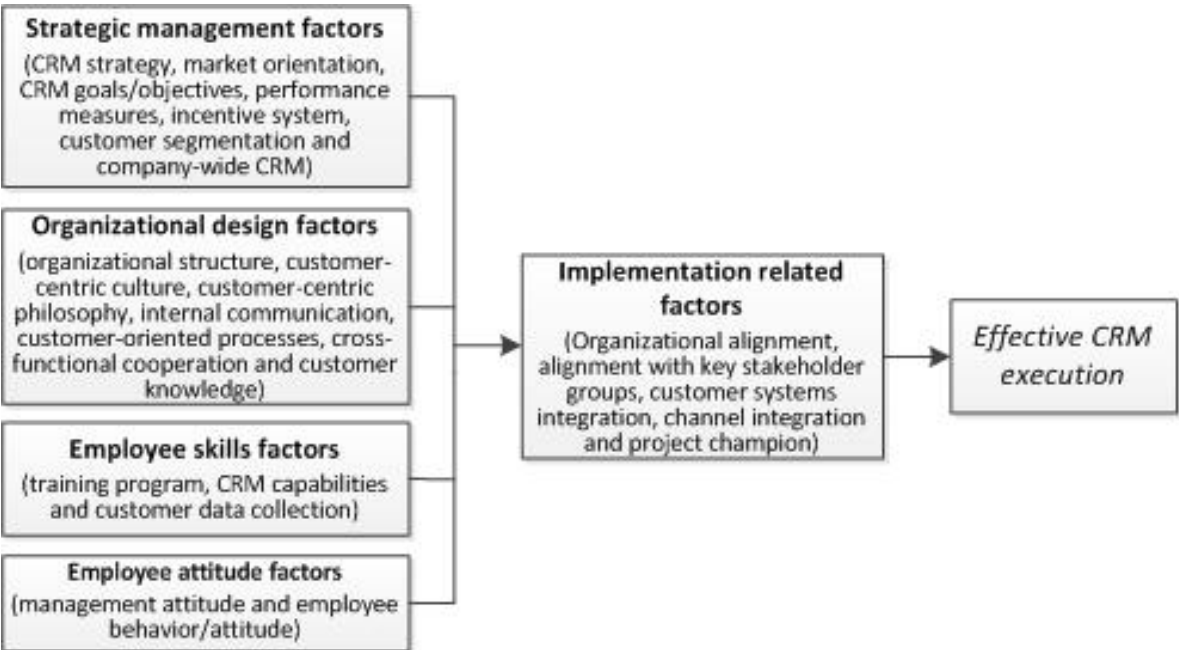 Strategic management factors
(CRM strategy, market orientation,
CRM goals/objectives, performance
measures, incentive system,
customer segmentation and
company-wide CRM)
Organizational design factors
(organizational structure, customer-
centric culture, customer-centric
philosophy, internal communication,
customer-oriented processes, cross-
functional cooperation and customer
knowledge)
Employee skills factors
(training program, CRM capabilities
and customer data collection)
Employee attitude factors
(management attitude and employee
behavior/attitude)
Implementation related
factors
(Organizational alignment,
alignment with key stakeholder
groups, customer systems
integration, channel integration
and project champion)
Effective CRM
execution